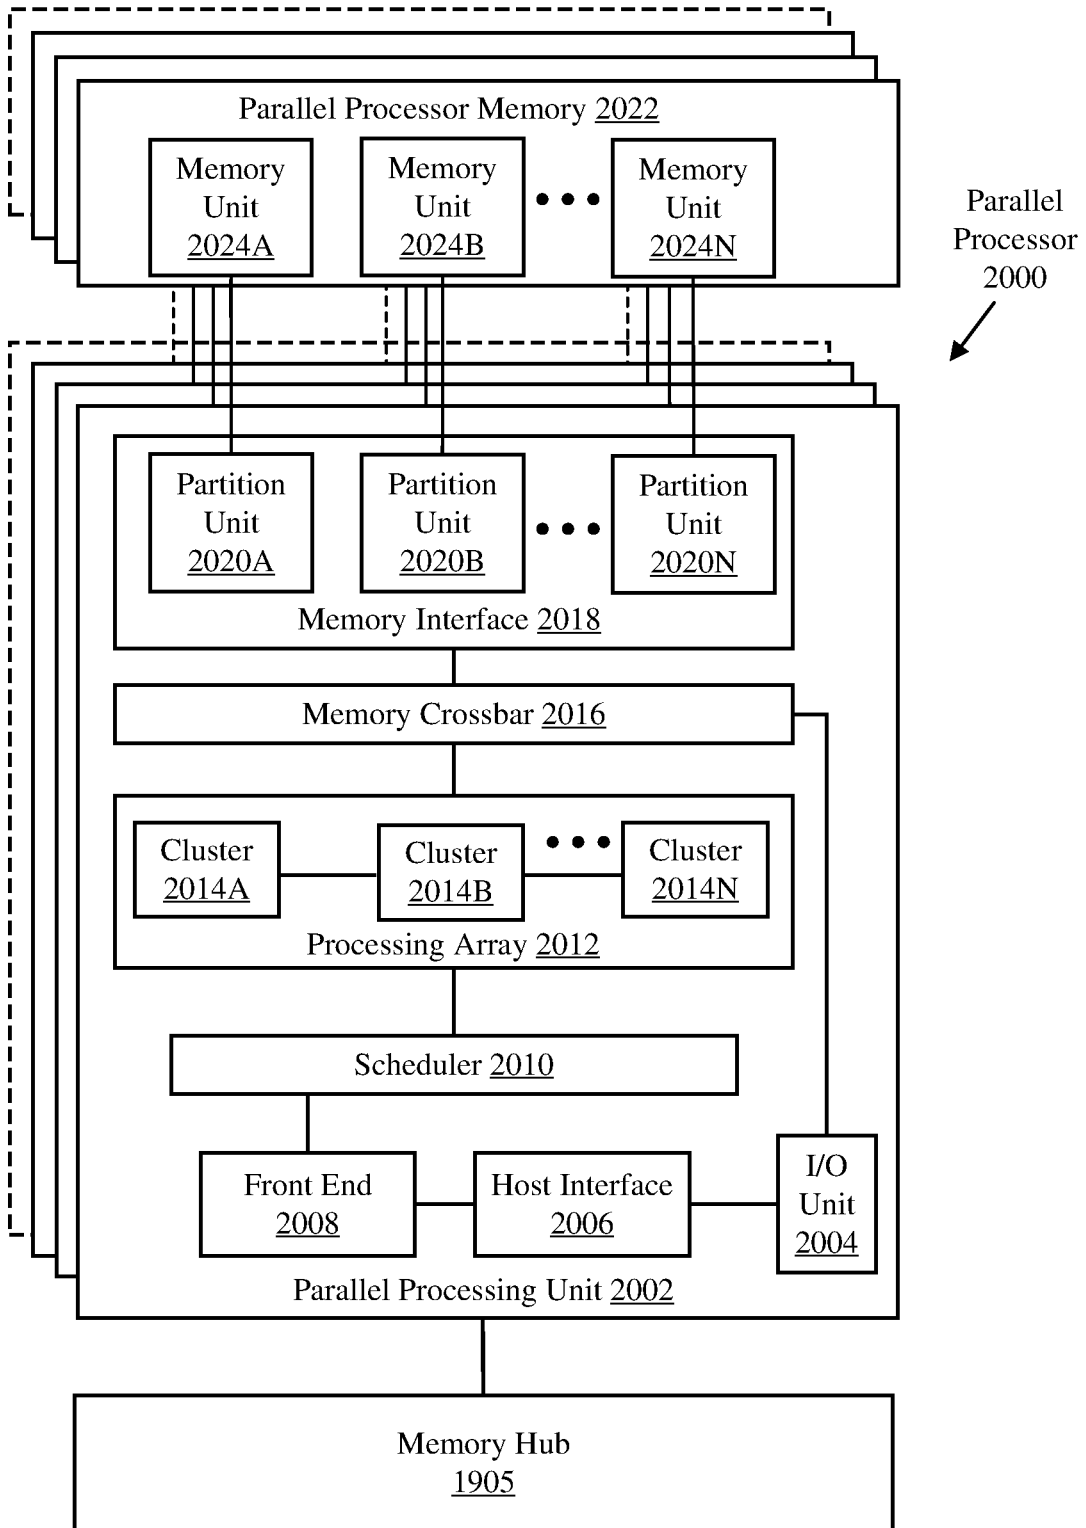 Parallel Processor Memory 2022
Memory
Unit
2024A
Memory
Unit
2024B
Memory
Unit
2024N
Parallel
Processor
2000
Partition
Unit
2020A
Partition
Unit
2020B
Partition
Unit
2020N
Memory Interface 2018
Memory Crossbar 2016
Cluster
2014A
Cluster
2014B
Cluster
2014N
Processing Array 2012
Scheduler 2010
Front End
2008
Host Interface
2006
I/O
Unit
2004
Parallel Processing Unit 2002
Memory Hub
1905